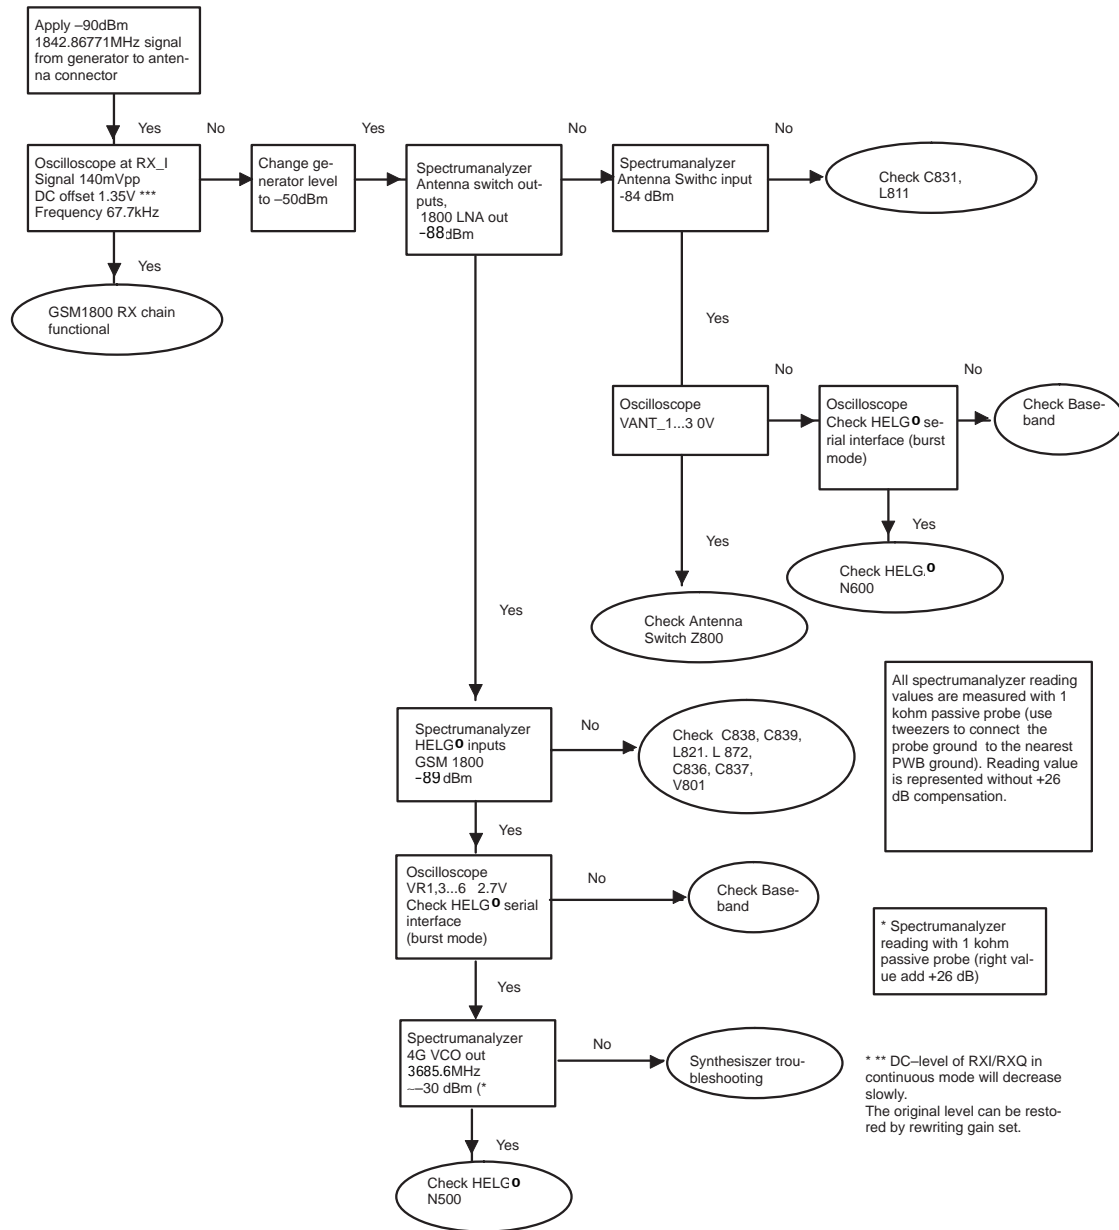 Apply –90dBm
1842.86771MHz signal
from generator to anten-
na connector
Yes
No
Yes
No
No
Oscilloscope at RX_I
Signal 140mVpp
DC offset 1.35V ***
Frequency 67.7kHz
Change ge-
nerator level
to –50dBm
Spectrumanalyzer
Antenna switch out-
puts,
1800 LNA out
-88dBm
Spectrumanalyzer
Antenna Swithc input
-84 dBm
Check C831,
L811
Yes
GSM1800 RX chain
functional
Yes
No
No
Oscilloscope
VANT_1...3 0V
Oscilloscope
Check HELGO se-
rial interface (burst
mode)
Check Base-
band
Yes
Yes
Check HELGO
N600
Check Antenna
Switch Z800
Yes
All spectrumanalyzer reading
values are measured with 1
kohm passive probe (use
tweezers to connect the
probe ground to the nearest
PWB ground). Reading value
is represented without +26
dB compensation.
Spectrumanalyzer
HELGO inputs
GSM 1800
-89 dBm
No
Check C838, C839,
L821. L 872,
C836, C837,
V801
Yes
Oscilloscope
VR1,3...6 2.7V
Check HELGO serial
interface
(burst mode)
No
Check Base-
band
* Spectrumanalyzer
reading with 1 kohm
passive probe (right val-
ue add +26 dB)
Yes
Spectrumanalyzer
4G VCO out
3685.6MHz
~–30 dBm (*
No
Synthesiszer trou-
bleshooting
* ** DC–level of RXI/RXQ in
continuous mode will decrease
slowly.
The original level can be resto-
red by rewriting gain set.
Yes
Check HELGO
N500